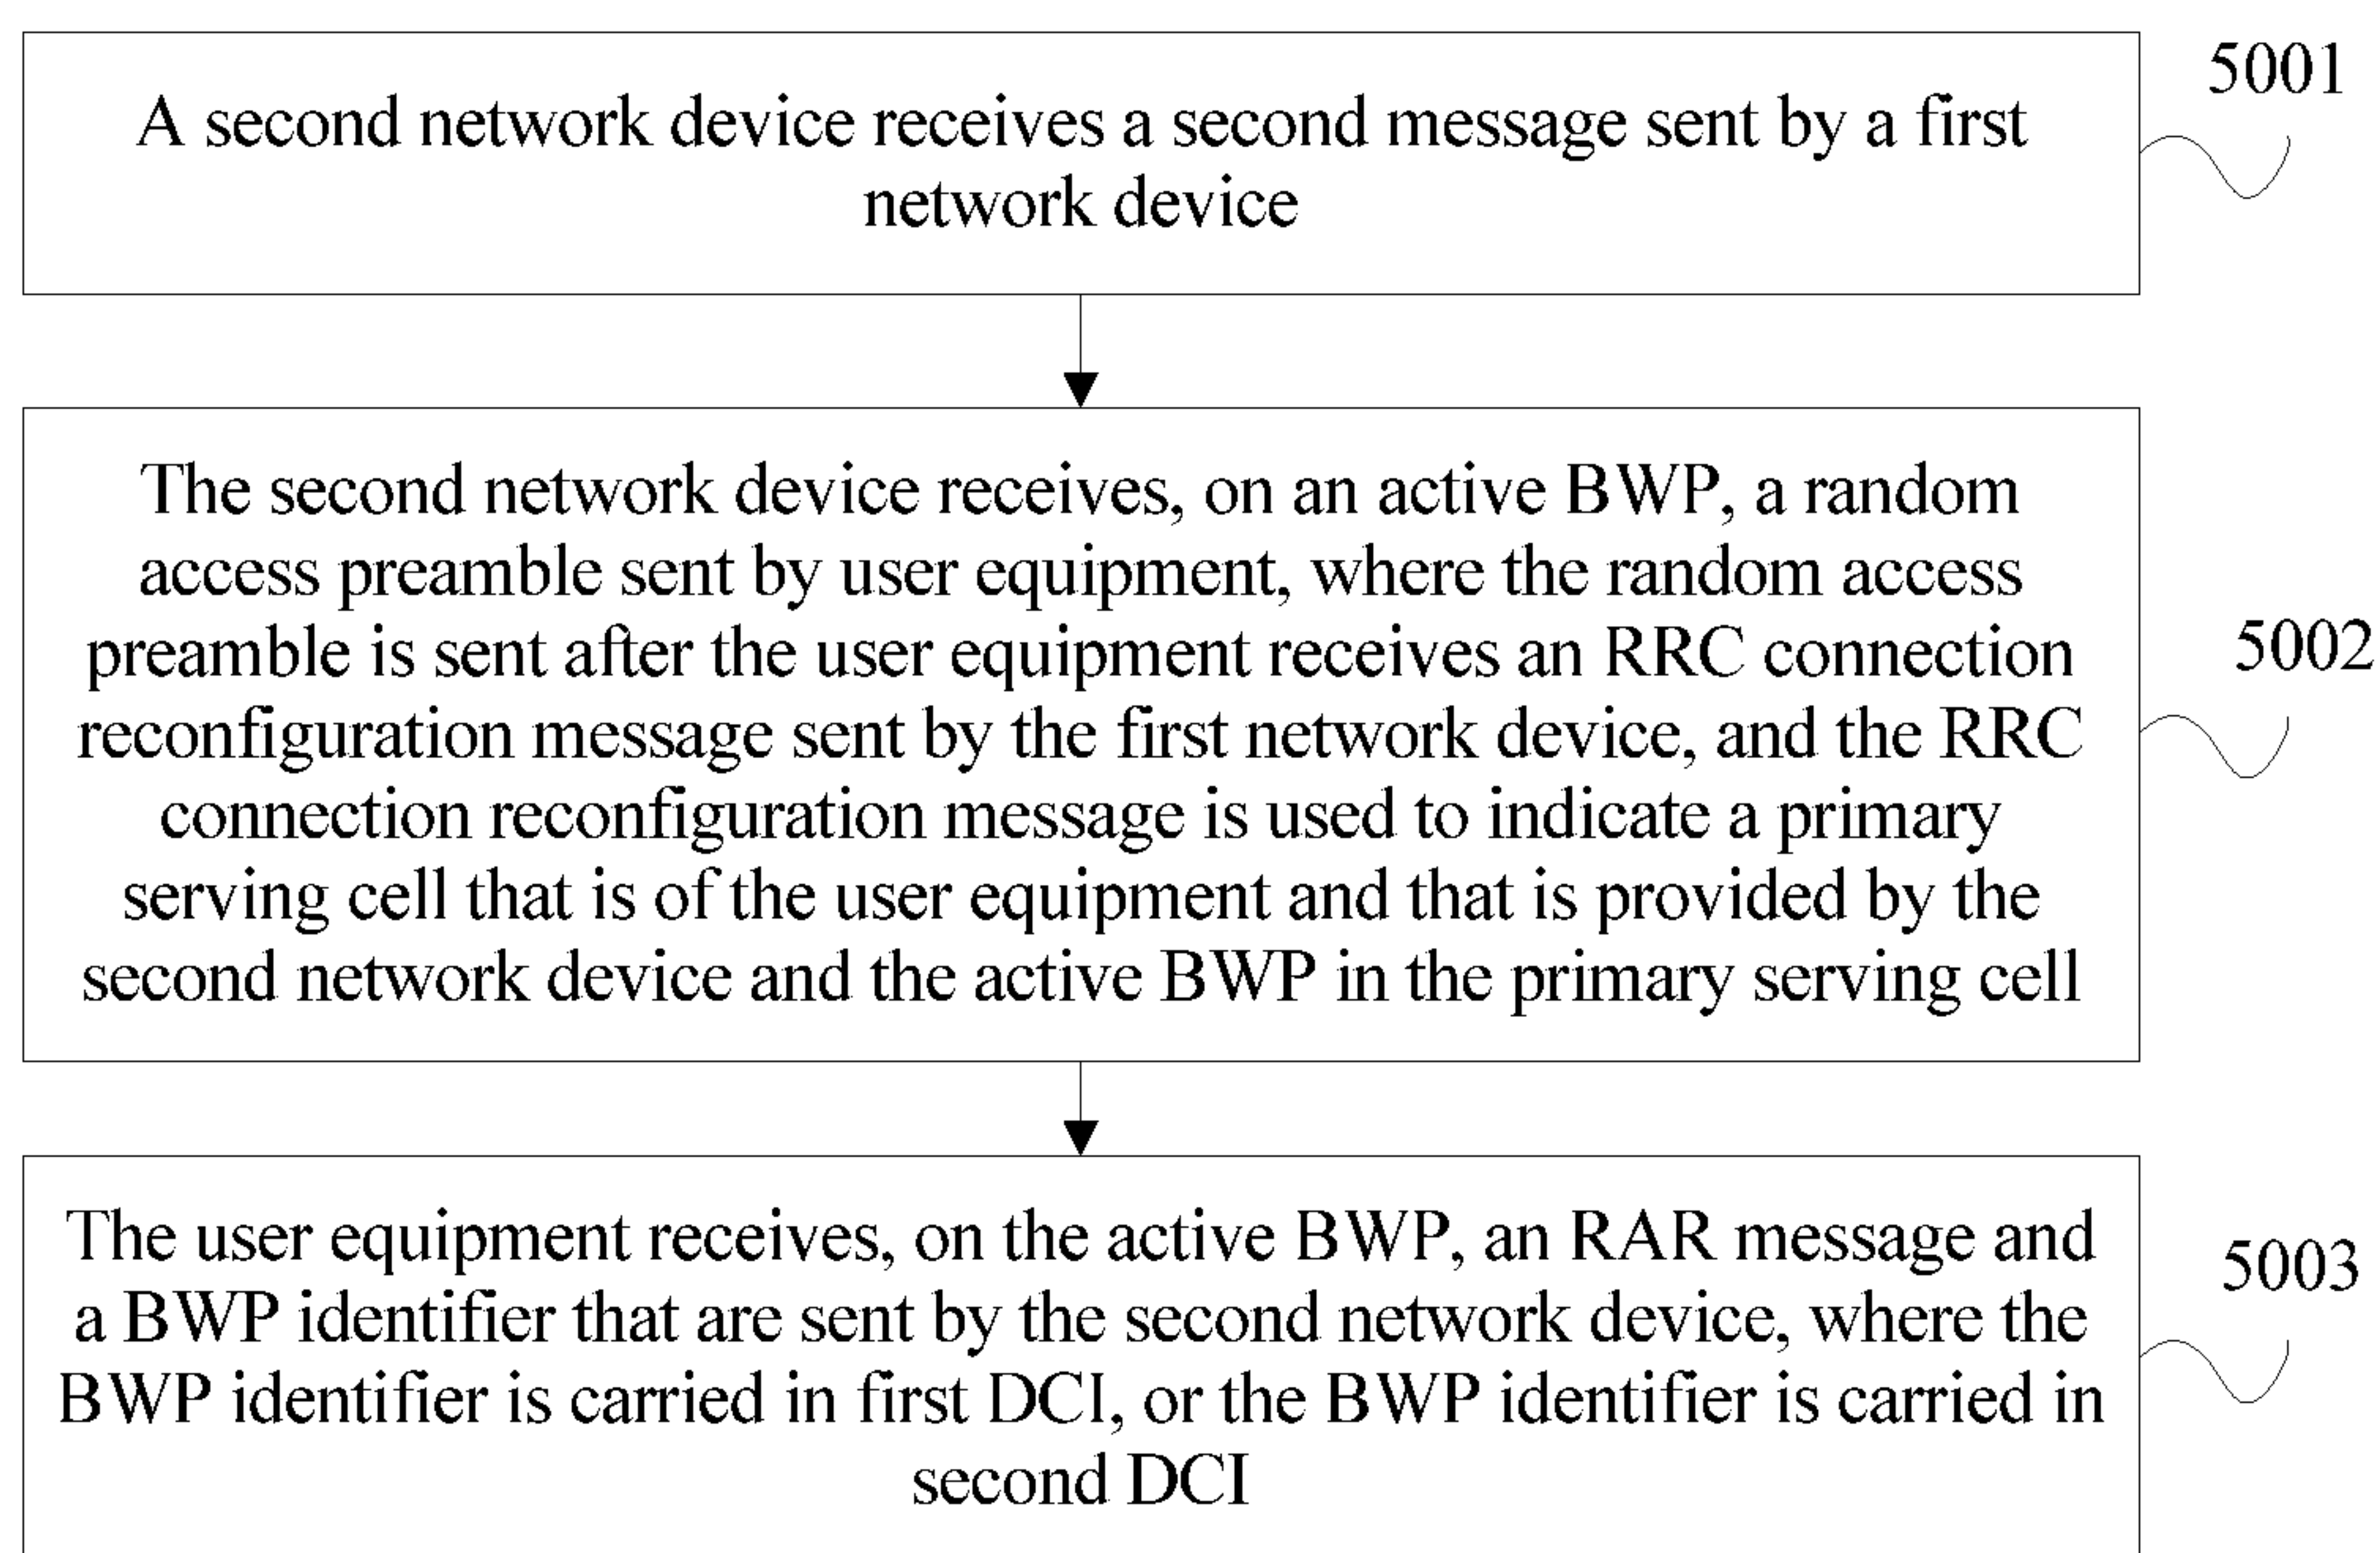 5001
A second network device receives a second message sent by a first
network device
The second network device receives, on an active BWP, a random
access preamble sent by user equipment, where the random access
preamble is sent after the user equipment receives an RRC connection
reconfiguration message sent by the first network device, and the RRC
connection reconfiguration message is used to indicate a primary
serving cell that is of the user equipment and that is provided by the
second network device and the active BWP in the primary serving cell
5002
The user equipment receives, on the active BWP, an RAR message and
a BWP identifier that are sent by the second network device, where the
BWP identifier is carried in first DCI, or the BWP identifier is carried in
second DCI
5003